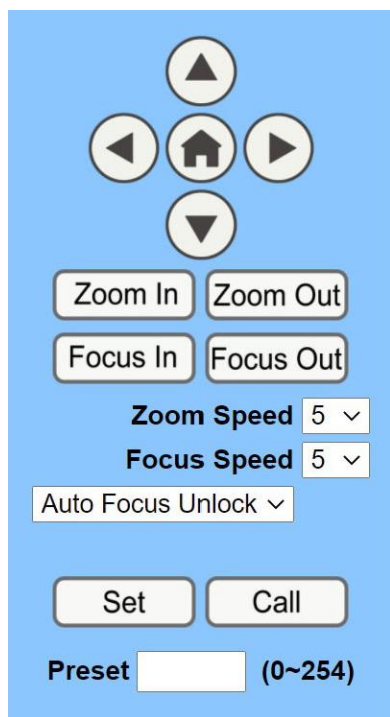 Zoom In Zoom Out
Focus In Focus Out
Zoom Speed 5
Focus Speed 5
Auto Focus Unlock
Set Call
Preset (0~254)